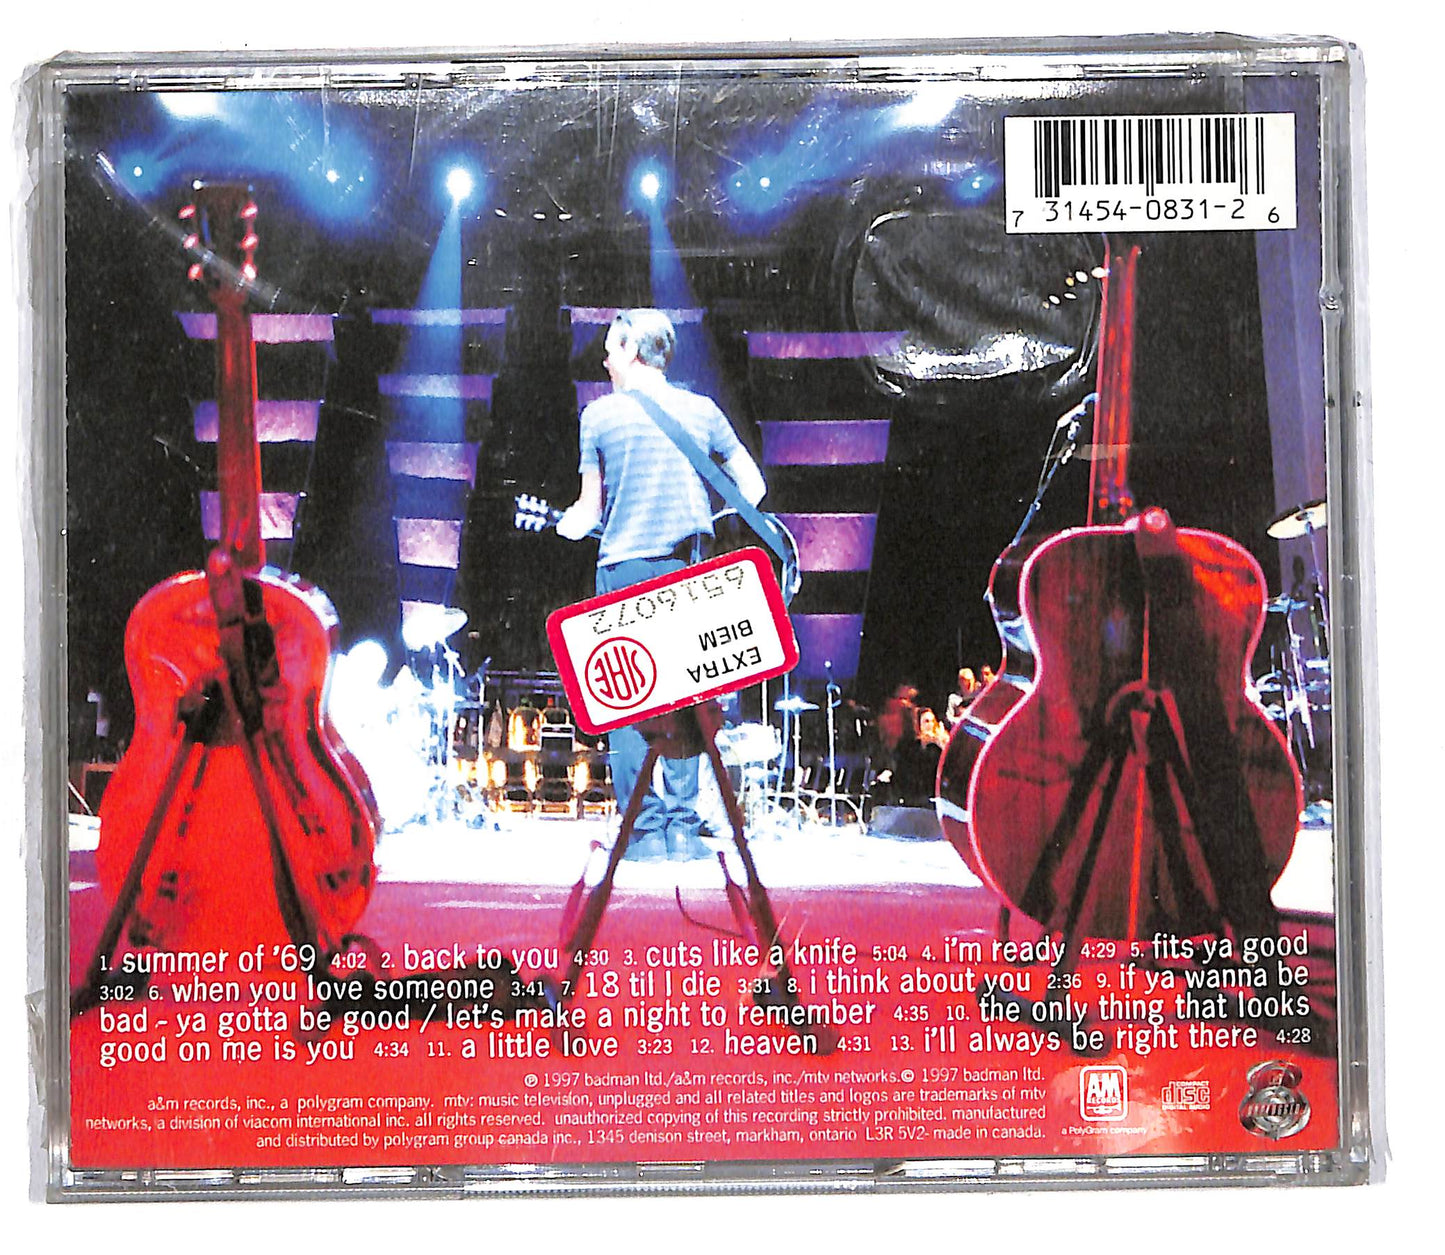 7 31454-0831-2 6
6516072
EXTRA
BIEM
SIAE
1. summer of '69 4:02 2. back to you 4:30 3. cuts like a knife 5:04 4. i'm ready 4:29 5. fits ya good
3:02 6. when you love someone 3:41 7. 18 til I die 3:31 8. i think about you 2:36 9. if ya wanna be
bad ~ ya gotta be good / let's make a night to remember 4:35 10. the only thing that looks
good on me is you 4:34 11. a little love 3:23 12. heaven 4:31 13. i'll always be right there 4:28
℗ 1997 badman ltd./a&m records, inc./mtv networks.© 1997 badman ltd.
a&m records, inc., a polygram company. mtv: music television, unplugged and all related titles and logos are trademarks of mtv
networks, a division of viacom international inc. all rights reserved. unauthorized copying of this recording strictly prohibited. manufactured
and distributed by polygram group canada inc., 1345 denison street, markham, ontario L3R 5V2- made in canada.
A&M
RECORDS
a PolyGram company
COMPACT
disc
DIGITAL AUDIO